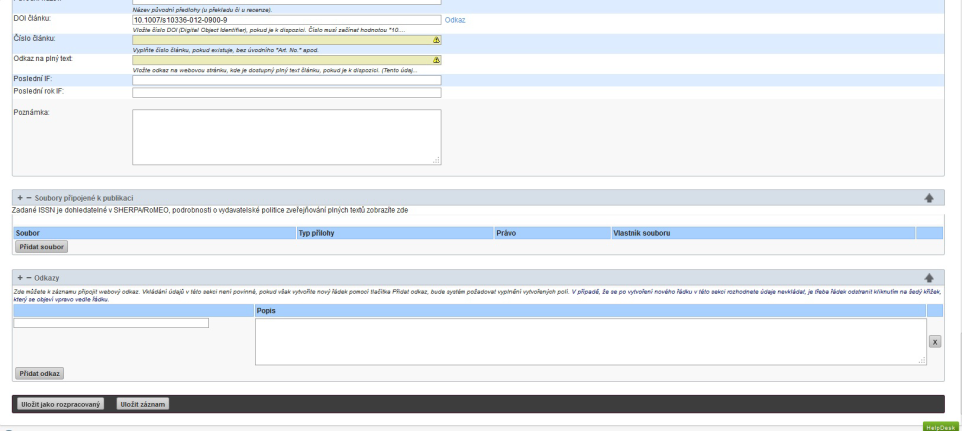 Název původní předlohy (u překladu či u recenze).
DOI článku: 10.1007/s10336-012-0900-9 Odkaz
Vložte číslo DOI (Digital Object Identifier), pokud je k dispozici. Číslo musí začínat hodnotou "10....
Číslo článku:
Vyplňte číslo článku, pokud existuje, bez úvodního "Art. No." apod.
Odkaz na plný text:
Vložte odkaz na webovou stránku, kde je dostupný plný text článku, pokud je k dispozici. (Tento údaj...
Poslední IF:
Poslední rok IF:
Poznámka:
+ − Soubory připojené k publikaci
Zadané ISSN je dohledatelné v SHERPA/RoMEO, podrobnosti o vydavatelské politice zveřejňování plných textů zobrazíte zde
Soubor Typ přílohy Právo Vlastník souboru
Přidat soubor
+ − Odkazy
Zde můžete k záznamu připojit webový odkaz. Vkládání údajů v této sekci není povinné, pokud však vytvoříte nový řádek pomocí tlačítka Přidat odkaz, bude systém požadovat vyplnění vytvořených polí. V případě, že se po vytvoření nového řádku v této sekci rozhodnete údaje nevkládat, je třeba řádek odstranit kliknutím na šedý křížek,
který se objeví vpravo vedle řádku.
Popis
X
Přidat odkaz
Uložit jako rozpracovaný Uložit záznam
HelpDesk